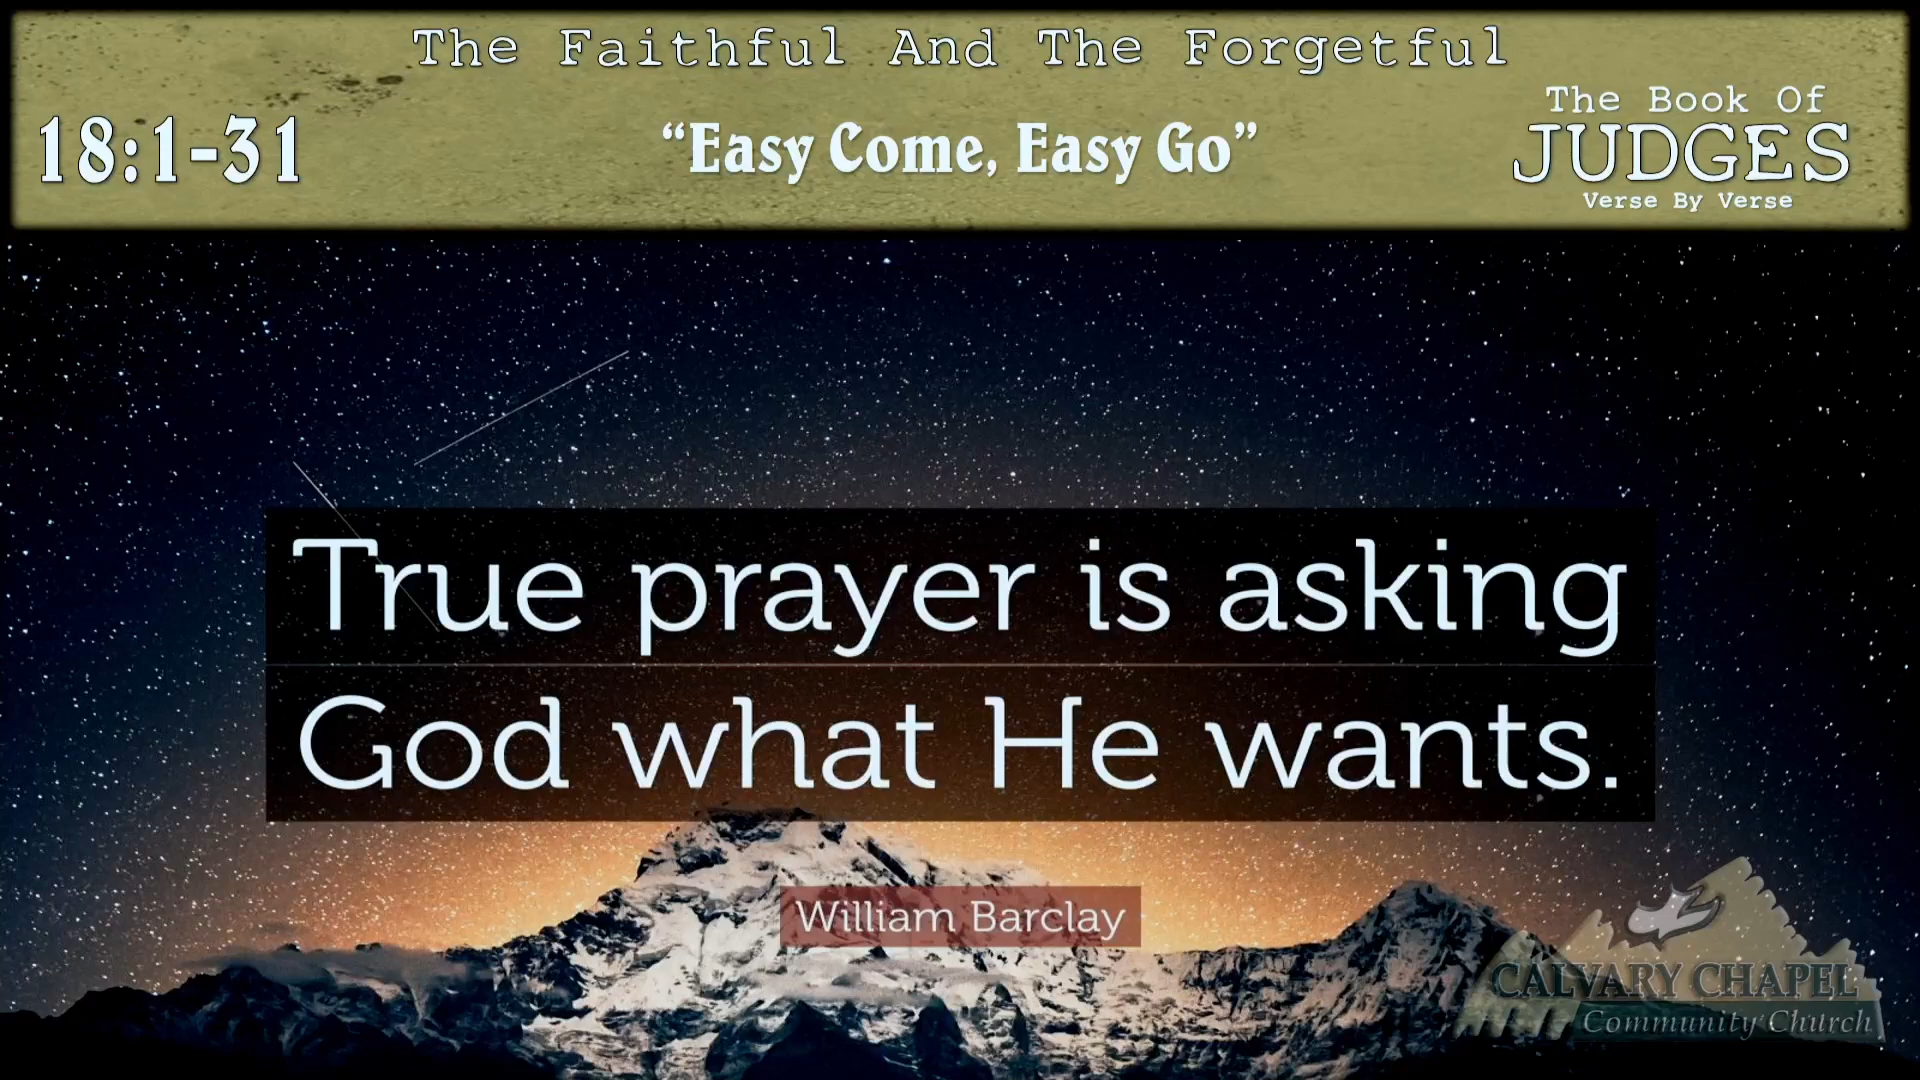 The Faithful And The Forgetful
18:1-31
“Easy Come, Easy Go”
The Book Of
JUDGES
Verse By Verse
True prayer is asking
God what He wants.
William Barclay
CALVARY CHAPEL
Community Church